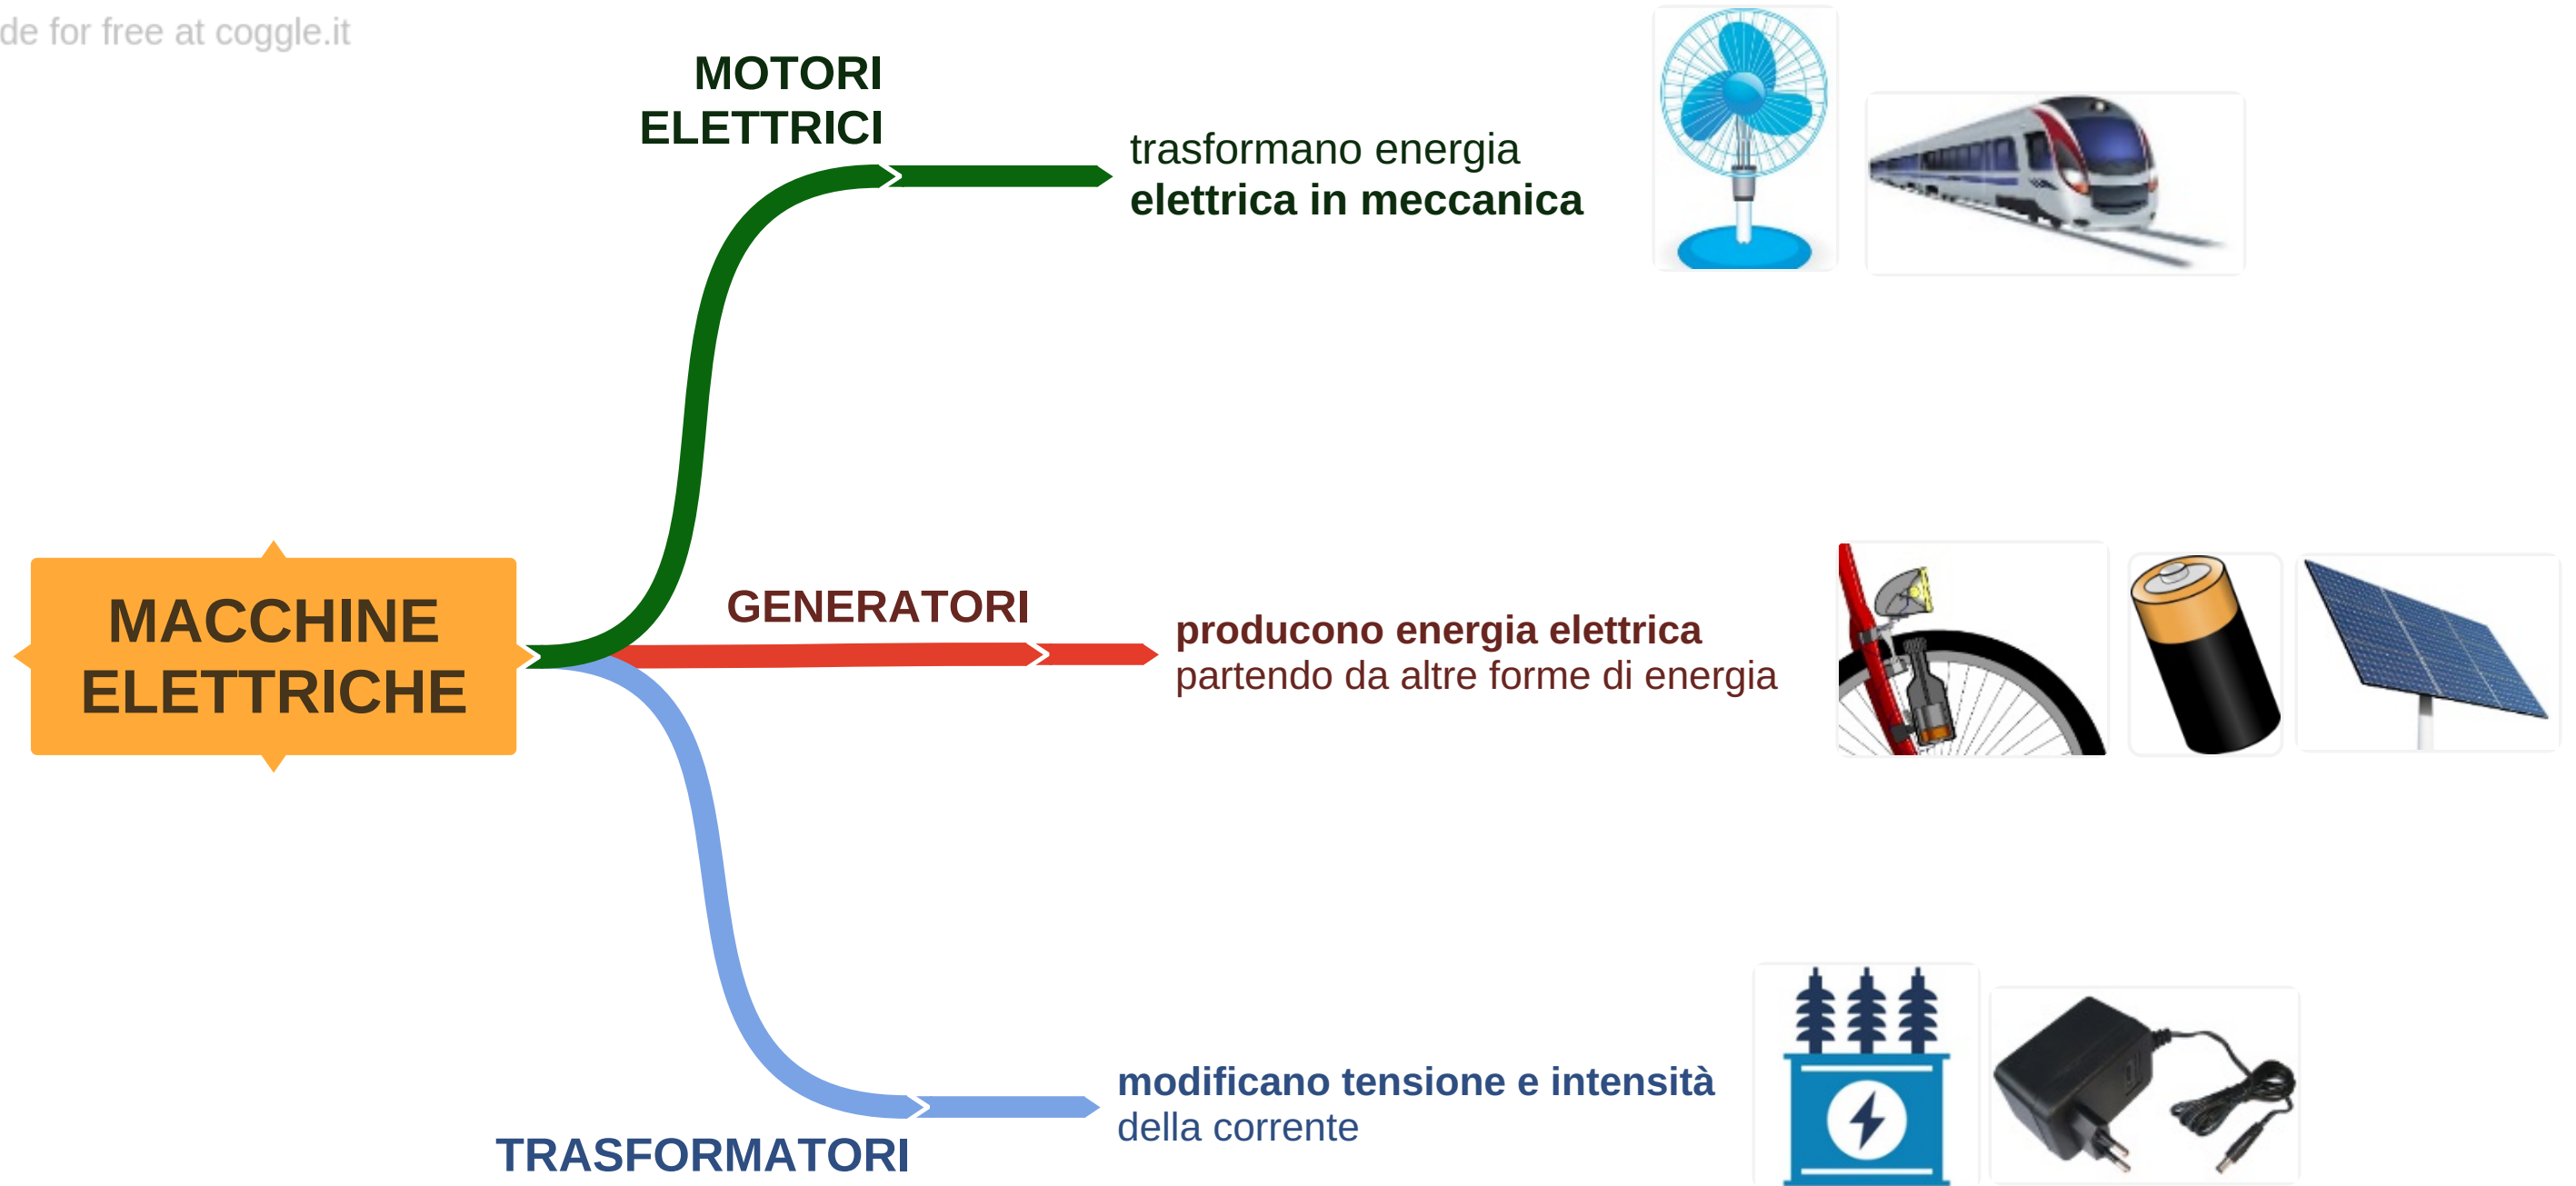 de for free at coggle.it
MOTORI
ELETTRICI
trasformano energia
elettrica in meccanica
MACCHINE
ELETTRICHE
GENERATORI
producono energia elettrica
partendo da altre forme di energia
modificano tensione e intensità
della corrente
TRASFORMATORI